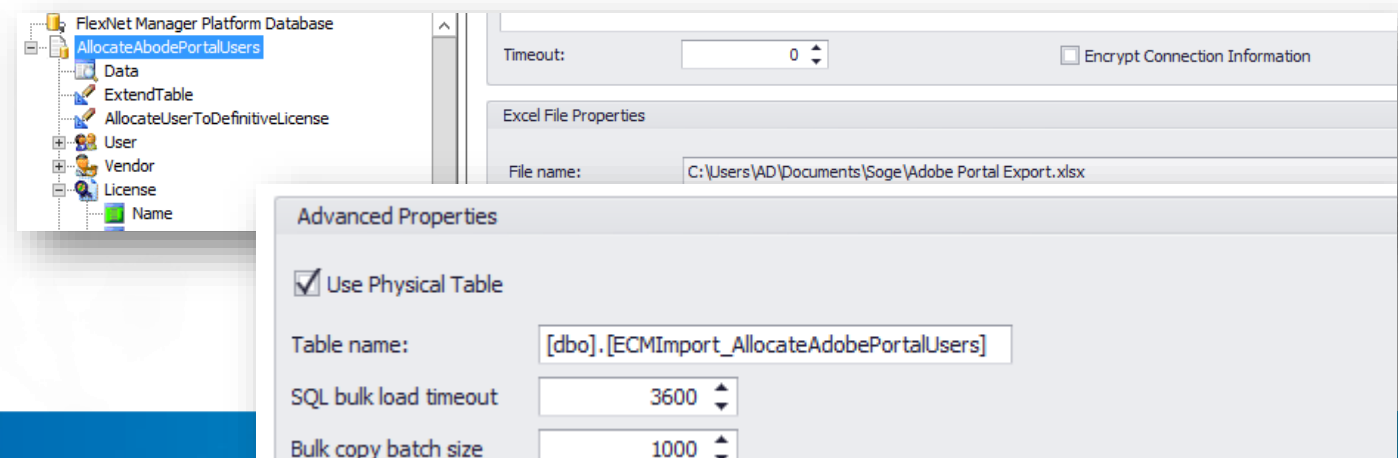 FlexNet Manager Platform Database
AllocateAbodePortalUsers
Data
ExtendTable
AllocateUserToDefinitiveLicense
User
Vendor
License
Name
Timeout: 0 Encrypt Connection Information
Excel File Properties
File name: C:\Users\AD\Documents\Soge\Adobe Portal Export.xlsx
Advanced Properties
Use Physical Table
Table name: [dbo].[ECMImport_AllocateAdobePortalUsers]
SQL bulk load timeout 3600
Bulk copy batch size 1000